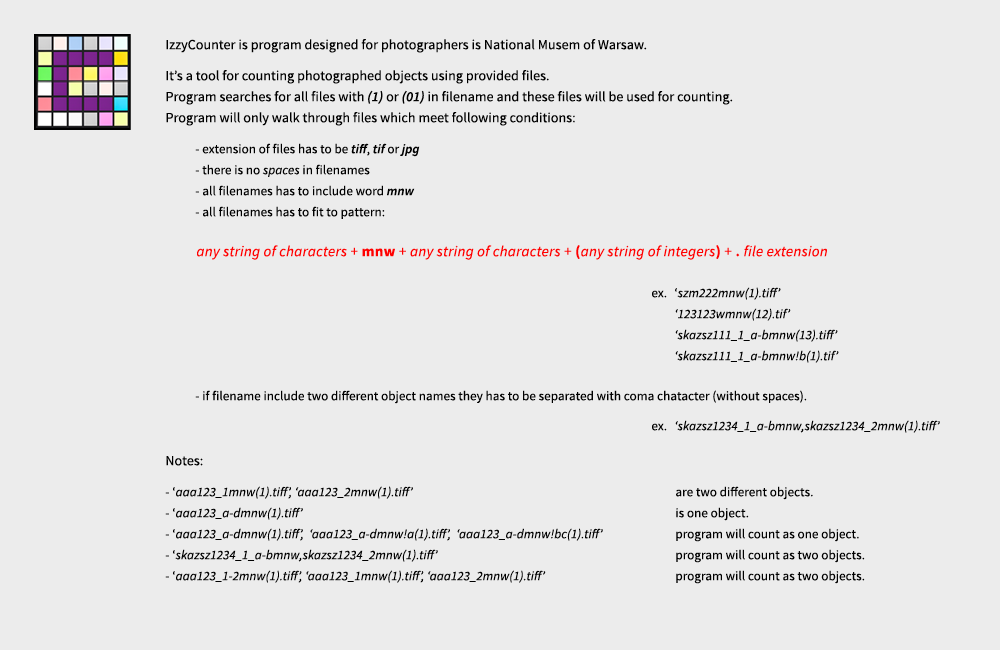 IzzyCounter is program designed for photographers is National Musem of Warsaw.
It's a tool for counting photographed objects using provided files.
Program searches for all files with (1) or (01) in filename and these files will be used for counting.
Program will only walk through files which meet following conditions:
- extension of files has to be tiff, tif or jpg
- there is no spaces in filenames
- all filenames has to include word mnw
- all filenames has to fit to pattern:
any string of characters + mnw + any string of characters + (any string of integers) + . file extension
ex. 'szm222mnw(1).tiff'
'123123wmnw(12).tif'
'skazsz111_1_a-bmnw(13).tiff'
'skazsz111_1_a-bmnw!b(1).tif'
- if filename include two different object names they has to be separated with coma chatacter (without spaces).
ex. 'skazsz1234_1_a-bmnw,skazsz1234_2mnw(1).tiff'
Notes:
- 'aaa123_1mnw(1).tiff', 'aaa123_2mnw(1).tiff' are two different objects.
- 'aaa123_a-dmnw(1).tiff' is one object.
- 'aaa123_a-dmnw(1).tiff', 'aaa123_a-dmnw!a(1).tiff', 'aaa123_a-dmnw!bc(1).tiff' program will count as one object.
- 'skazsz1234_1_a-bmnw,skazsz1234_2mnw(1).tiff' program will count as two objects.
- 'aaa123_1-2mnw(1).tiff', 'aaa123_1mnw(1).tiff', 'aaa123_2mnw(1).tiff' program will count as two objects.